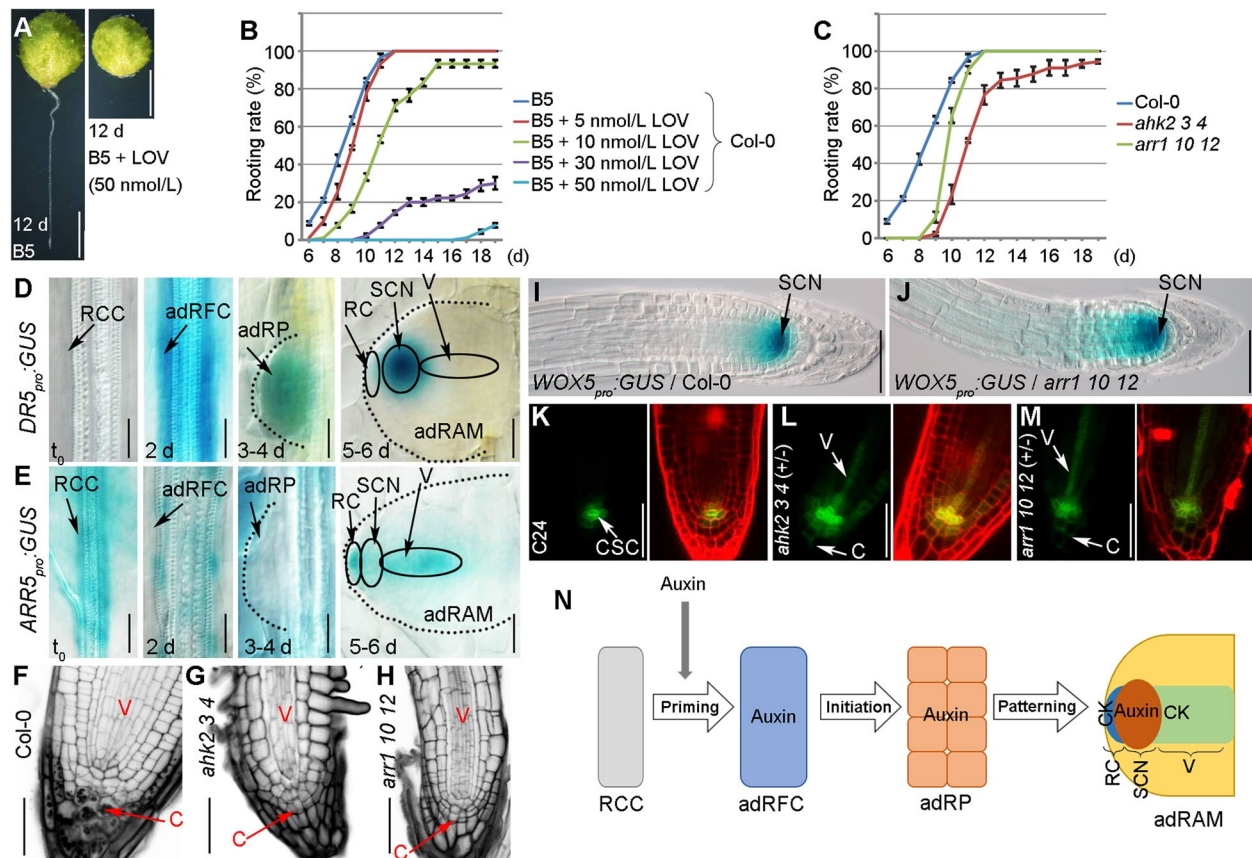 A
12 d
B5
12 d
B5 + LOV
(50 nmol/L)
B
Rooting rate (%)
100
80
60
40
20
0
6 8 10 12 14 16 18 (d)
B5
B5 + 5 nmol/L LOV
B5 + 10 nmol/L LOV
B5 + 30 nmol/L LOV
B5 + 50 nmol/L LOV
Col-0
C
Rooting rate (%)
100
80
60
40
20
0
6 8 10 12 14 16 18 (d)
Col-0
ahk2 3 4
arr1 10 12
D
DR5pro:GUS
RCC
t0
adRFC
2 d
adRP
3-4 d
RC
SCN
V
adRAM
5-6 d
E
ARR5pro:GUS
RCC
t0
adRFC
2 d
adRP
3-4 d
RC
SCN
V
adRAM
5-6 d
F
Col-0
V
C
G
ahk2 3 4
V
C
H
arr1 10 12
V
C
I
SCN
WOX5pro:GUS / Col-0
J
SCN
WOX5pro:GUS / arr1 10 12
K
C24
CSC
L
ahk2 3 4 (+/-)
V
C
M
arr1 10 12 (+/-)
V
C
N
Auxin
RCC
Priming
Auxin
adRFC
Initiation
Auxin
adRP
Patterning
CK
Auxin
CK
RC
SCN
V
adRAM